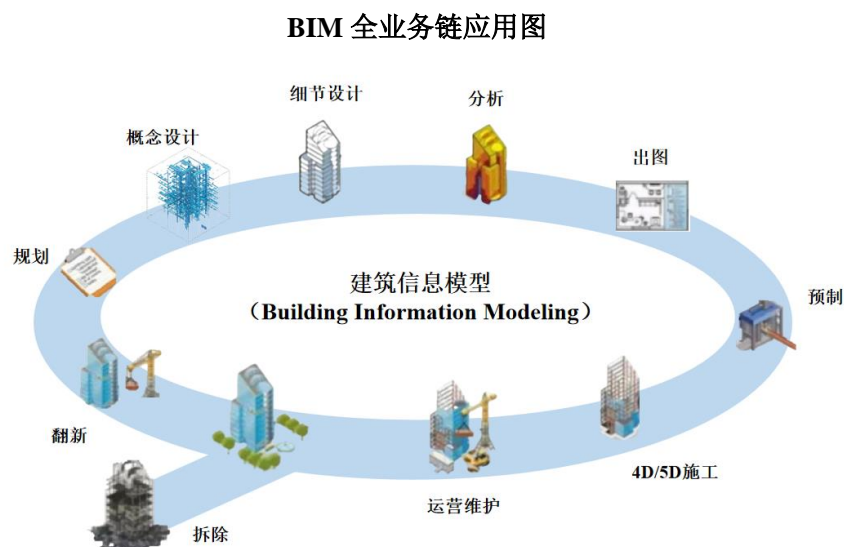 BIM 全业务链应用图
细节设计
分析
概念设计
出图
规划
建筑信息模型
（Building Information Modeling）
预制
翻新
4D/5D施工
运营维护
拆除